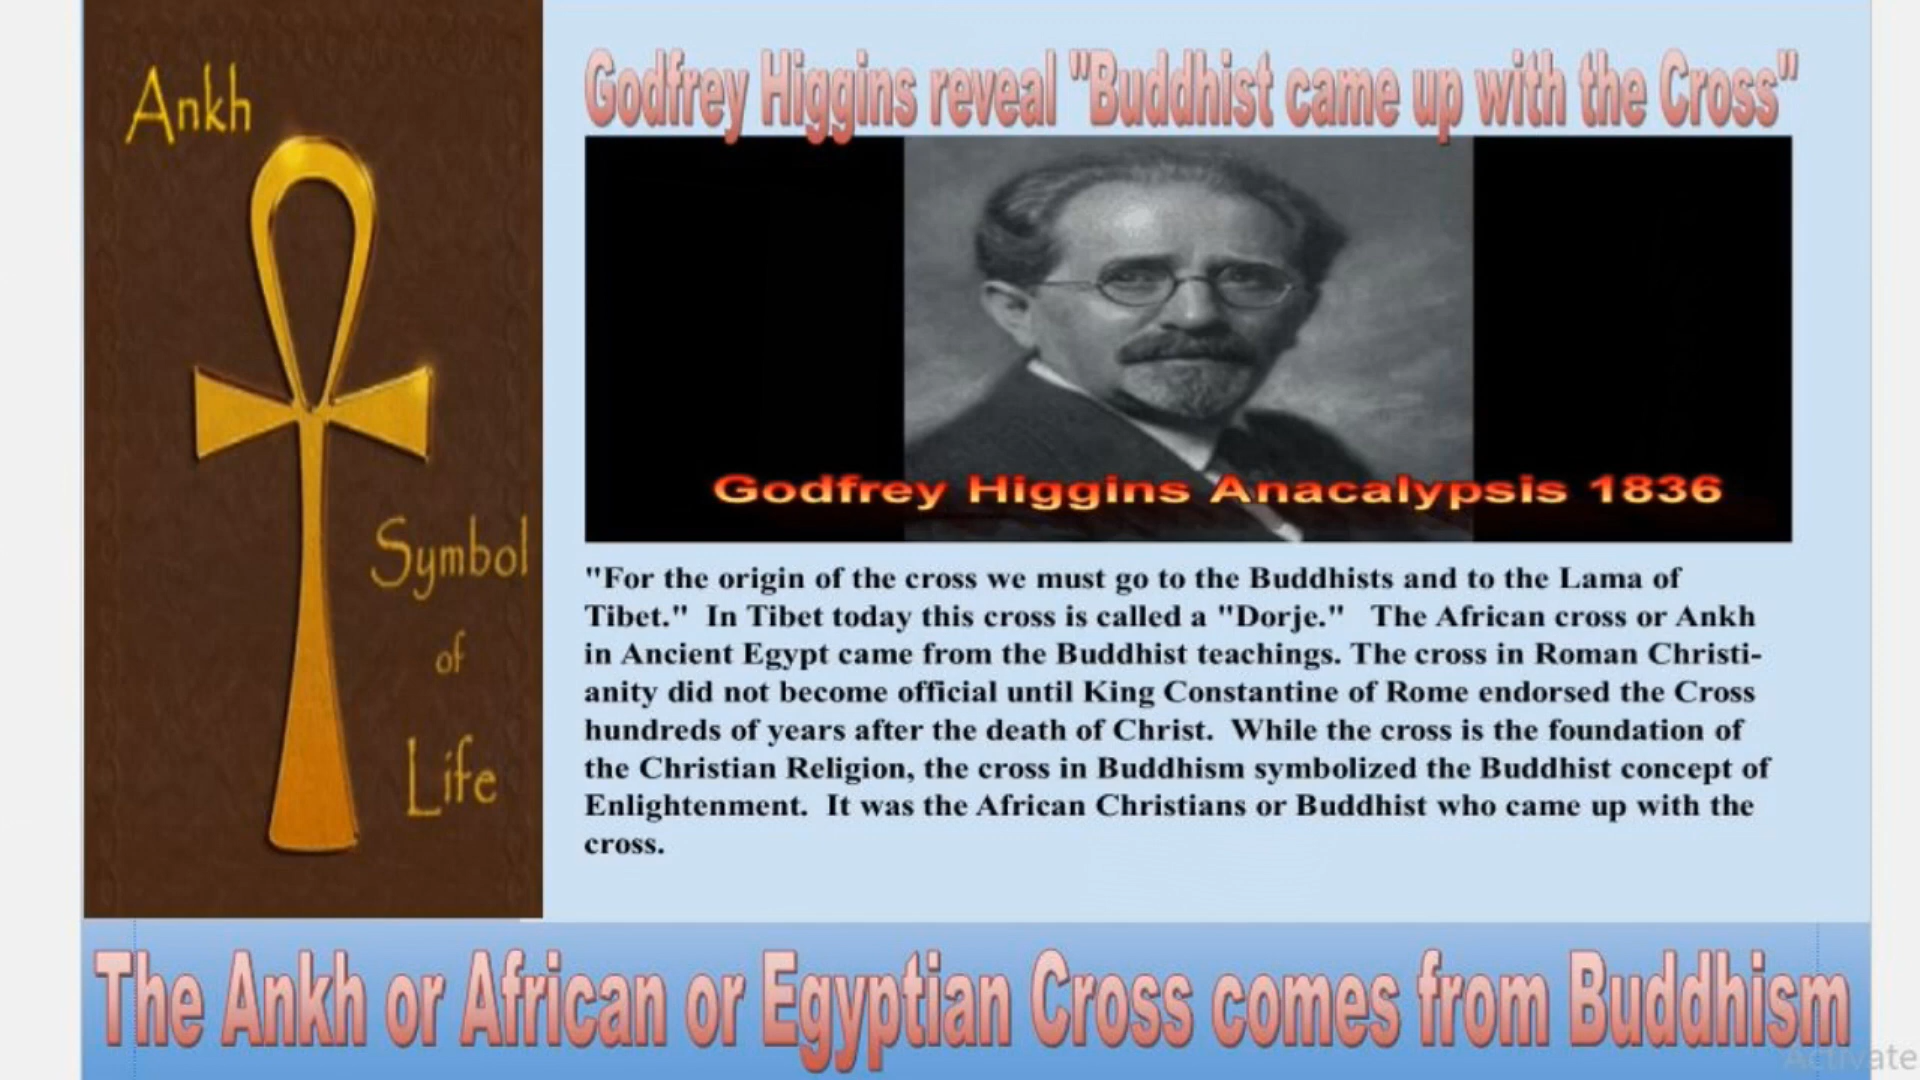 Ankh
Symbol
of
Life
Godfrey Higgins reveal "Buddhist came up with the Cross"
Godfrey Higgins Anacalypsis 1836
"For the origin of the cross we must go to the Buddhists and to the Lama of
Tibet."  In Tibet today this cross is called a "Dorje."   The African cross or Ankh
in Ancient Egypt came from the Buddhist teachings. The cross in Roman Christi-
anity did not become official until King Constantine of Rome endorsed the Cross
hundreds of years after the death of Christ.  While the cross is the foundation of
the Christian Religion, the cross in Buddhism symbolized the Buddhist concept of
Enlightenment.  It was the African Christians or Buddhist who came up with the
cross.
The Ankh or African or Egyptian Cross comes from Buddhism
Activate